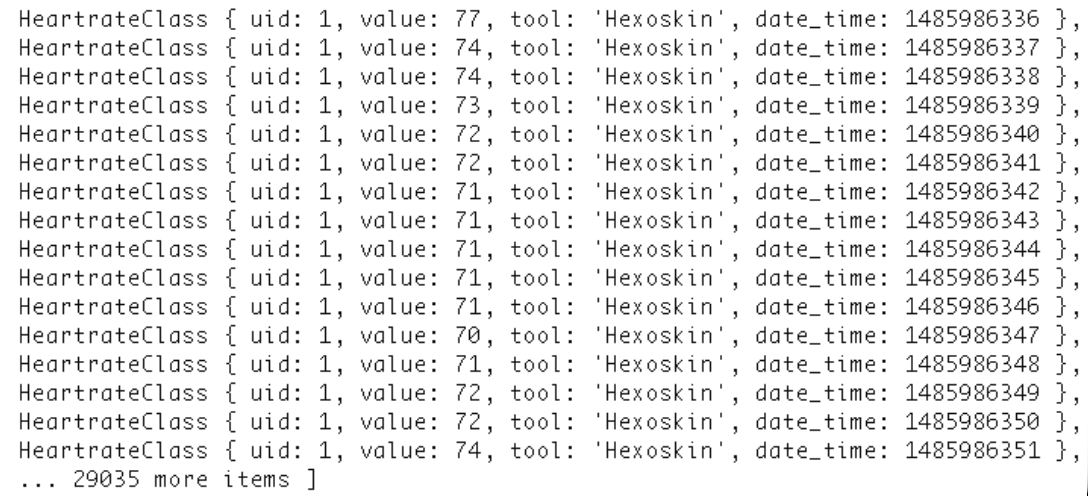 HeartrateClass { uid: 1, value: 77, tool: 'Hexoskin', date_time: 1485986336 },
HeartrateClass { uid: 1, value: 74, tool: 'Hexoskin', date_time: 1485986337 },
HeartrateClass { uid: 1, value: 74, tool: 'Hexoskin', date_time: 1485986338 },
HeartrateClass { uid: 1, value: 73, tool: 'Hexoskin', date_time: 1485986339 },
HeartrateClass { uid: 1, value: 72, tool: 'Hexoskin', date_time: 1485986340 },
HeartrateClass { uid: 1, value: 72, tool: 'Hexoskin', date_time: 1485986341 },
HeartrateClass { uid: 1, value: 71, tool: 'Hexoskin', date_time: 1485986342 },
HeartrateClass { uid: 1, value: 71, tool: 'Hexoskin', date_time: 1485986343 },
HeartrateClass { uid: 1, value: 71, tool: 'Hexoskin', date_time: 1485986344 },
HeartrateClass { uid: 1, value: 71, tool: 'Hexoskin', date_time: 1485986345 },
HeartrateClass { uid: 1, value: 71, tool: 'Hexoskin', date_time: 1485986346 },
HeartrateClass { uid: 1, value: 70, tool: 'Hexoskin', date_time: 1485986347 },
HeartrateClass { uid: 1, value: 71, tool: 'Hexoskin', date_time: 1485986348 },
HeartrateClass { uid: 1, value: 72, tool: 'Hexoskin', date_time: 1485986349 },
HeartrateClass { uid: 1, value: 72, tool: 'Hexoskin', date_time: 1485986350 },
HeartrateClass { uid: 1, value: 74, tool: 'Hexoskin', date_time: 1485986351 },
... 29035 more items ]